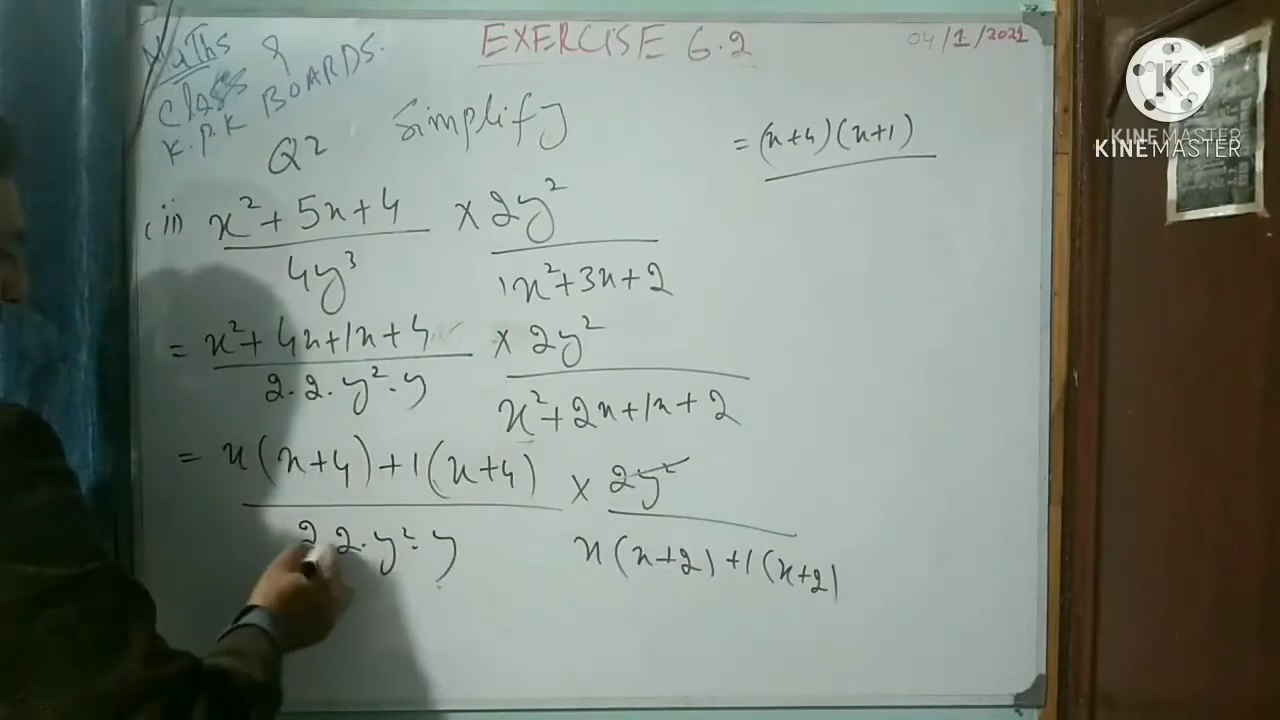 EXERCISE 6.2
04/1/2021
Maths
class 8
K.P.K BOARDS.
Q2 Simplify
(ii) x² + 5x + 4 × 2y²
4y³ 1x² + 3x + 2
= x² + 4x + 1x + 4 × 2y²
2·2·y²·y x² + 2x + 1x + 2
= x(x+4) + 1(x+4) × 2y²
2·2·y²·y x(x+2) + 1(x+2)
= (x+4)(x+1)
K
KINEMASTER
KINEMASTER